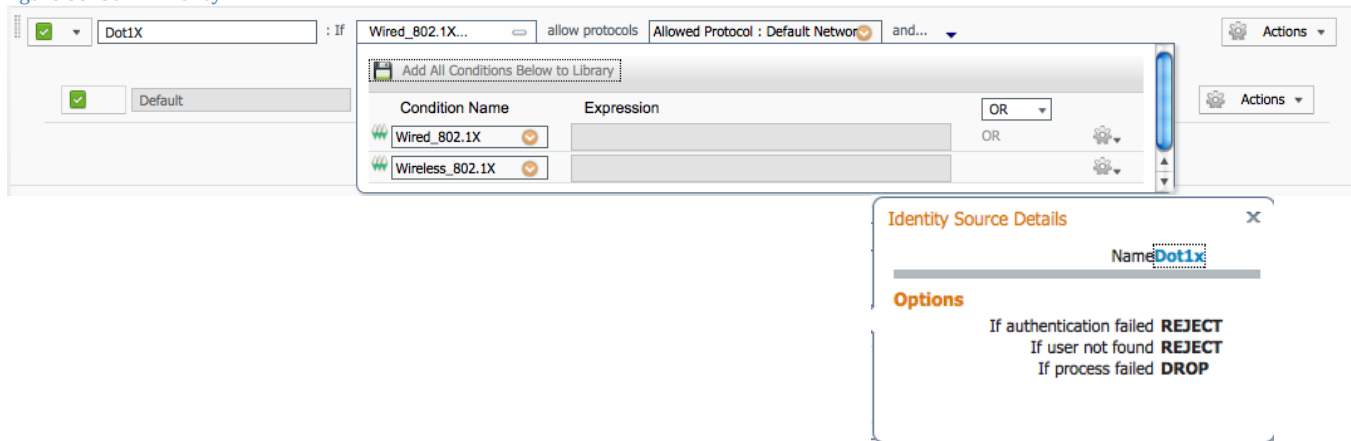 Dot1X : If Wired_802.1X... allow protocols Allowed Protocol : Default Networ and... Actions
Add All Conditions Below to Library
Default Actions
Condition Name Expression OR
Wired_802.1X OR
Wireless_802.1X
Identity Source Details X
Name Dot1x
Options
If authentication failed REJECT
If user not found REJECT
If process failed DROP